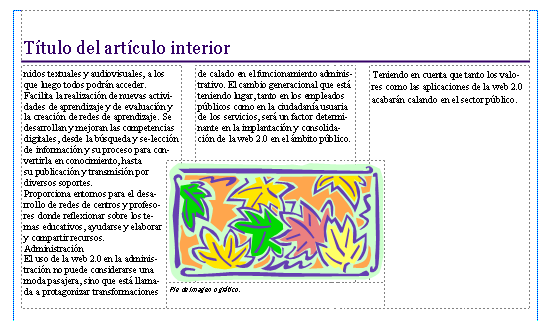 Título del artículo interior
nidos textuales y audiovisuales, a los
que luego todos podrán acceder.
Facilita la realización de nuevas activi-
dades de aprendizaje y de evaluación y
la creación de redes de aprendizaje. Se
desarrollan y mejoran las competencias
digitales, desde la búsqueda y se-lección
de información y su proceso para con-
vertirla en conocimiento, hasta
su publicación y transmisión por
diversos soportes.
Proporciona entornos para el desa-
rrollo de redes de centros y profeso-
res donde reflexionar sobre los te-
mas educativos, ayudarse y elaborar
y compartir recursos.
Administración
El uso de la web 2.0 en la adminis-
tración no puede considerarse una
moda pasajera, sino que está llama-
da a protagonizar transformaciones
de calado en el funcionamiento adminis-
trativo. El cambio generacional que está
teniendo lugar, tanto en los empleados
públicos como en la ciudadanía usuaria
de los servicios, será un factor determi-
nante en la implantación y consolida-
ción de la web 2.0 en el ámbito público.
Teniendo en cuenta que tanto los valo-
res como las aplicaciones de la web 2.0
acabarán calando en el sector público.
Pie de imagen o gráfico.